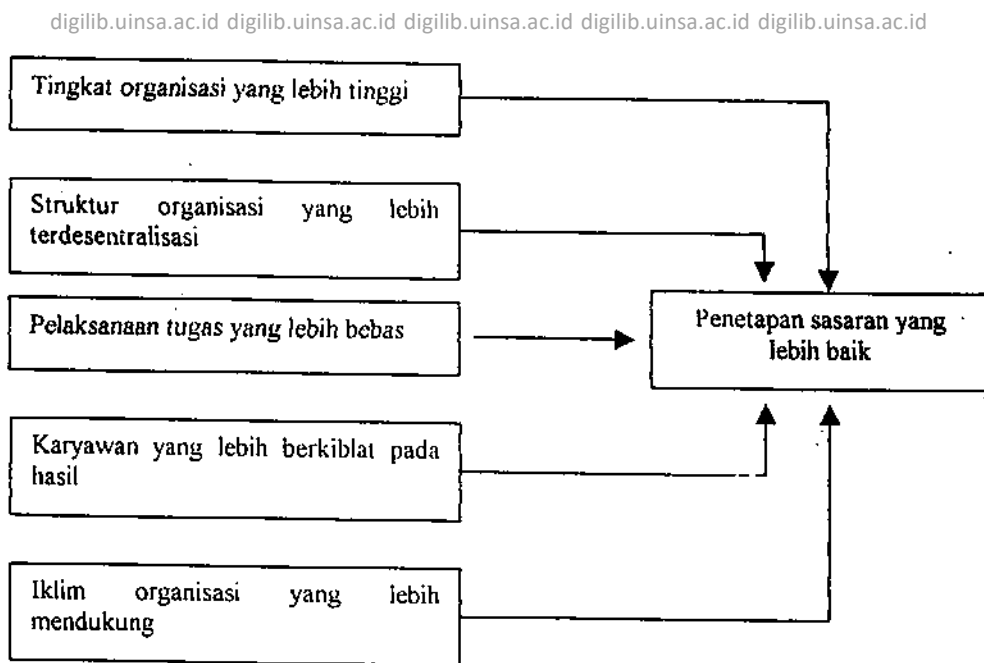 digilib.uinsa.ac.id digilib.uinsa.ac.id digilib.uinsa.ac.id digilib.uinsa.ac.id digilib.uinsa.ac.id
Tingkat organisasi yang lebih tinggi
Struktur organisasi yang lebih
terdesentralisasi
Pelaksanaan tugas yang lebih bebas
Penetapan sasaran yang
lebih baik
Karyawan yang lebih berkiblat pada
hasil
Iklim organisasi yang lebih
mendukung